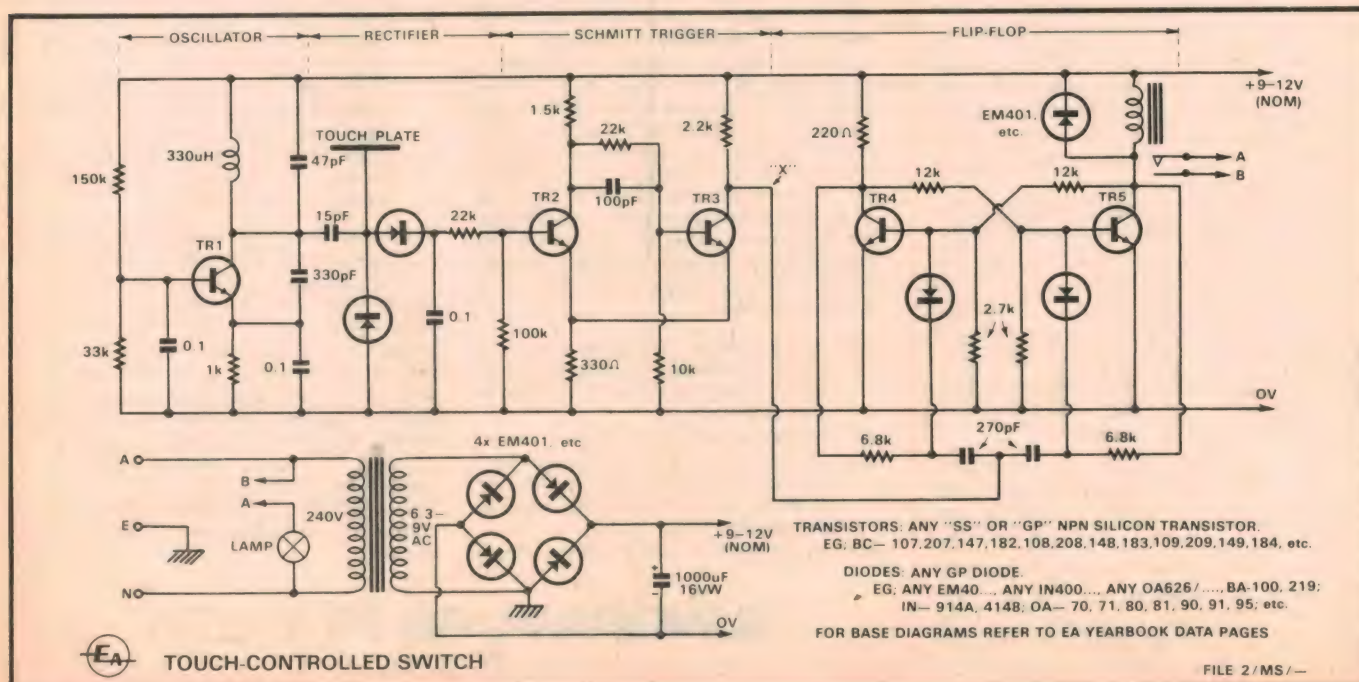 OSCILLATOR RECTIFIER SCHMITT TRIGGER FLIP-FLOP
+9–12V
(NOM)
EM401.
etc.
A
B
150k
330uH
47pF
TOUCH PLATE
1.5k
22k
2.2k
"X"
220Ω
12k
12k
15pF
22k
TR1
TR2
100pF
TR3
TR4
TR5
330pF
33k
0.1
1k
0.1
0.1
100k
330Ω
10k
2.7k
OV
6.8k
270pF
6.8k
4x EM401. etc
A
B
A
240V
6.3–
9V
AC
E
LAMP
N
+9–12V
(NOM)
1000uF
16VW
+
-
OV
TRANSISTORS: ANY "SS" OR "GP" NPN SILICON TRANSISTOR.
EG; BC— 107,207,147,182,108,208,148,183,109,209,149,184, etc.
DIODES: ANY GP DIODE.
EG; ANY EM40..., ANY IN400..., ANY OA626/...., BA-100, 219;
IN— 914A, 4148; OA— 70, 71, 80, 81, 90, 91, 95; etc.
FOR BASE DIAGRAMS REFER TO EA YEARBOOK DATA PAGES
EA TOUCH-CONTROLLED SWITCH
FILE 2/MS/—